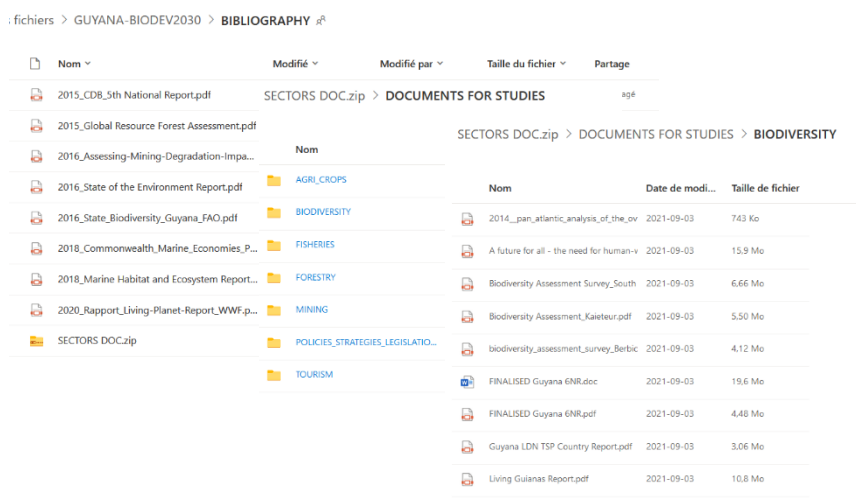 s fichiers > GUYANA-BIODEV2030 > BIBLIOGRAPHY
Nom
Modifié
Modifié par
Taille du fichier
Partage
2015_CDB_5th National Report.pdf
2015_Global Resource Forest Assessment.pdf
2016_Assessing-Mining-Degradation-Impa...
2016_State of the Environment Report.pdf
2016_State_Biodiversity_Guyana_FAO.pdf
2018_Commonwealth_Marine_Economies_P...
2018_Marine Habitat and Ecosystem Report...
2020_Rapport_Living-Planet-Report_WWF.p...
SECTORS DOC.zip
SECTORS DOC.zip > DOCUMENTS FOR STUDIES
agé
Nom
AGRI_CROPS
BIODIVERSITY
FISHERIES
FORESTRY
MINING
POLICIES_STRATEGIES_LEGISLATIO...
TOURISM
SECTORS DOC.zip > DOCUMENTS FOR STUDIES > BIODIVERSITY
Nom Date de modi... Taille de fichier
2014__pan_atlantic_analysis_of_the_ov 2021-09-03 743 Ko
A future for all - the need for human-v 2021-09-03 15,9 Mo
Biodiversity Assessment Survey_South 2021-09-03 6,66 Mo
Biodiversity Assessment_Kaieteur.pdf 2021-09-03 5,50 Mo
biodiversity_assessment_survey_Berbic 2021-09-03 4,12 Mo
FINALISED Guyana 6NR.doc 2021-09-03 19,6 Mo
FINALISED Guyana 6NR.pdf 2021-09-03 4,48 Mo
Guyana LDN TSP Country Report.pdf 2021-09-03 3,06 Mo
Living Guianas Report.pdf 2021-09-03 10,8 Mo